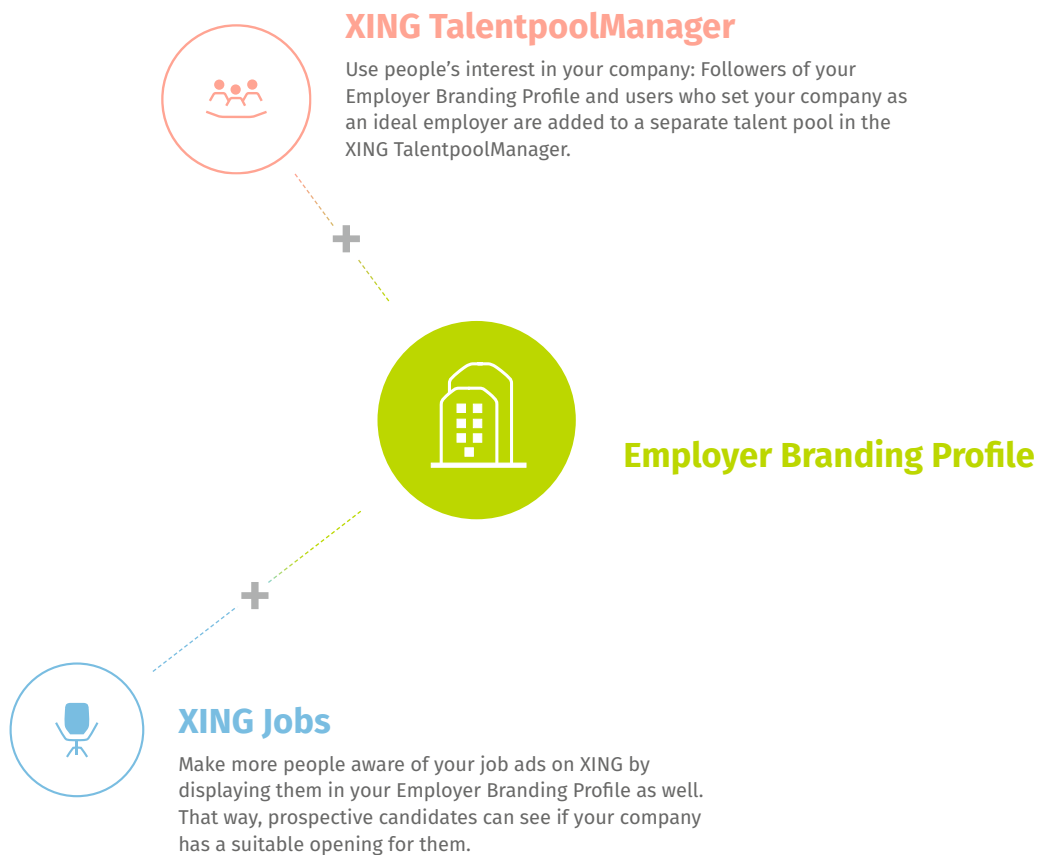 XING TalentpoolManager
Use people’s interest in your company: Followers of your
Employer Branding Profile and users who set your company as
an ideal employer are added to a separate talent pool in the
XING TalentpoolManager.
Employer Branding Profile
XING Jobs
Make more people aware of your job ads on XING by
displaying them in your Employer Branding Profile as well.
That way, prospective candidates can see if your company
has a suitable opening for them.